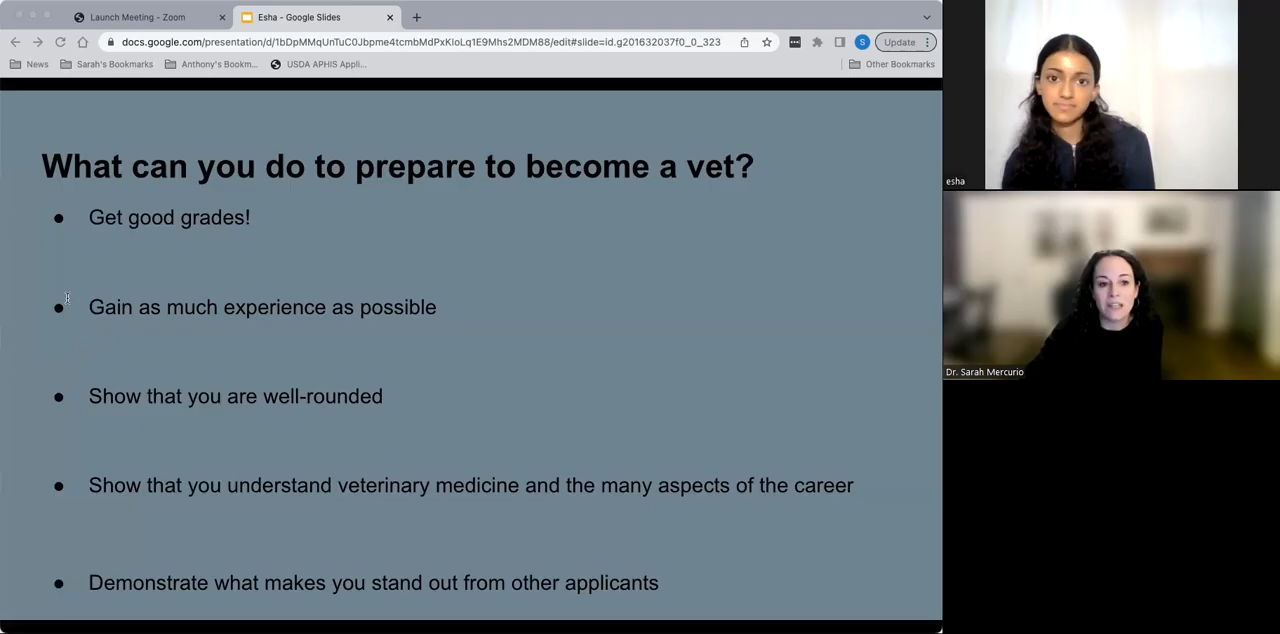 Launch Meeting - Zoom
Esha - Google Slides
docs.google.com/presentation/d/1bDpMMqUnTuC0Jbpme4tcmbMdPxKIoLq1E9Mhs2MDM88/edit#slide=id.g201632037f0_0_323
S
Update
News
Sarah's Bookmarks
Anthony's Bookm...
USDA APHIS Appli...
Other Bookmarks
What can you do to prepare to become a vet?
● Get good grades!
● Gain as much experience as possible
● Show that you are well-rounded
● Show that you understand veterinary medicine and the many aspects of the career
● Demonstrate what makes you stand out from other applicants
esha
Dr. Sarah Mercurio